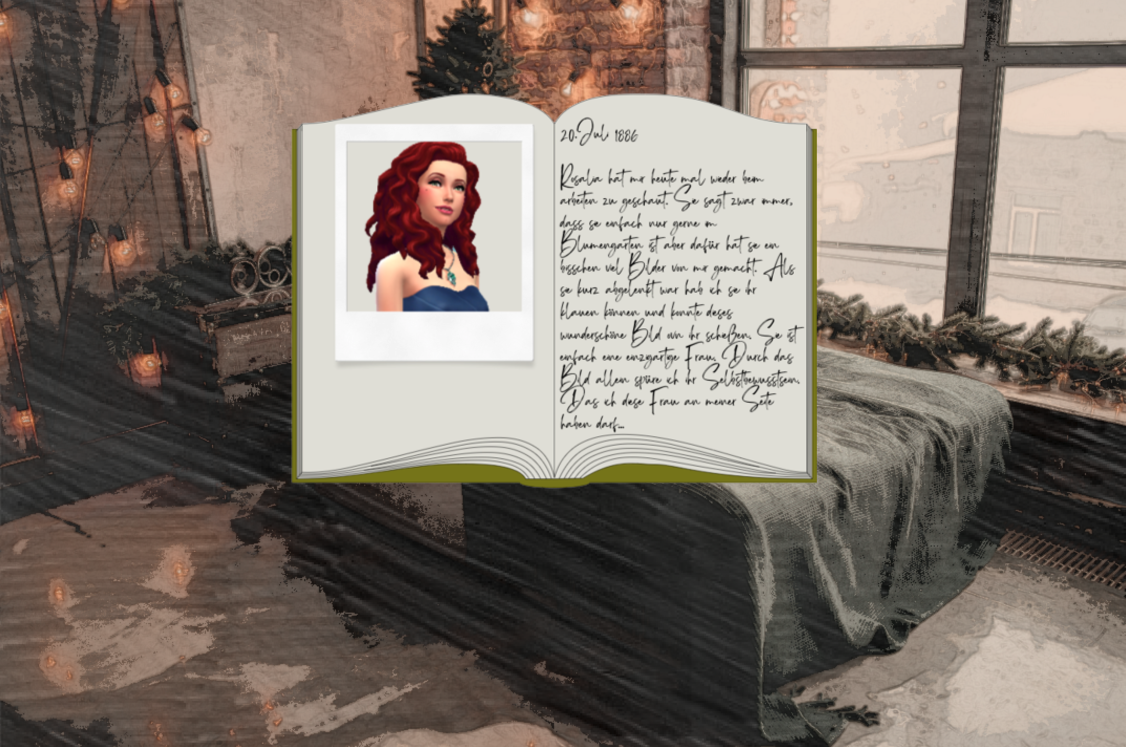 20.Juli 1886
Rosalia hat mir heute mal wieder beim
arbeiten zu geschaut. Sie sagt zwar immer,
dass sie einfach nur gerne im
Blumengarten ist aber dafür hat sie ein
bisschen viel Bilder von mir gemacht. Als
sie kurz abgelenkt war hab ich sie ihr
klauen können und konnte dieses
wunderschöne Bild von ihr schießen. Sie ist
einfach eine einzigartige Frau. Durch das
Bild allein spüre ich ihr Selbstbewusstsein.
Das ich diese Frau an meiner Seite
haben darf...